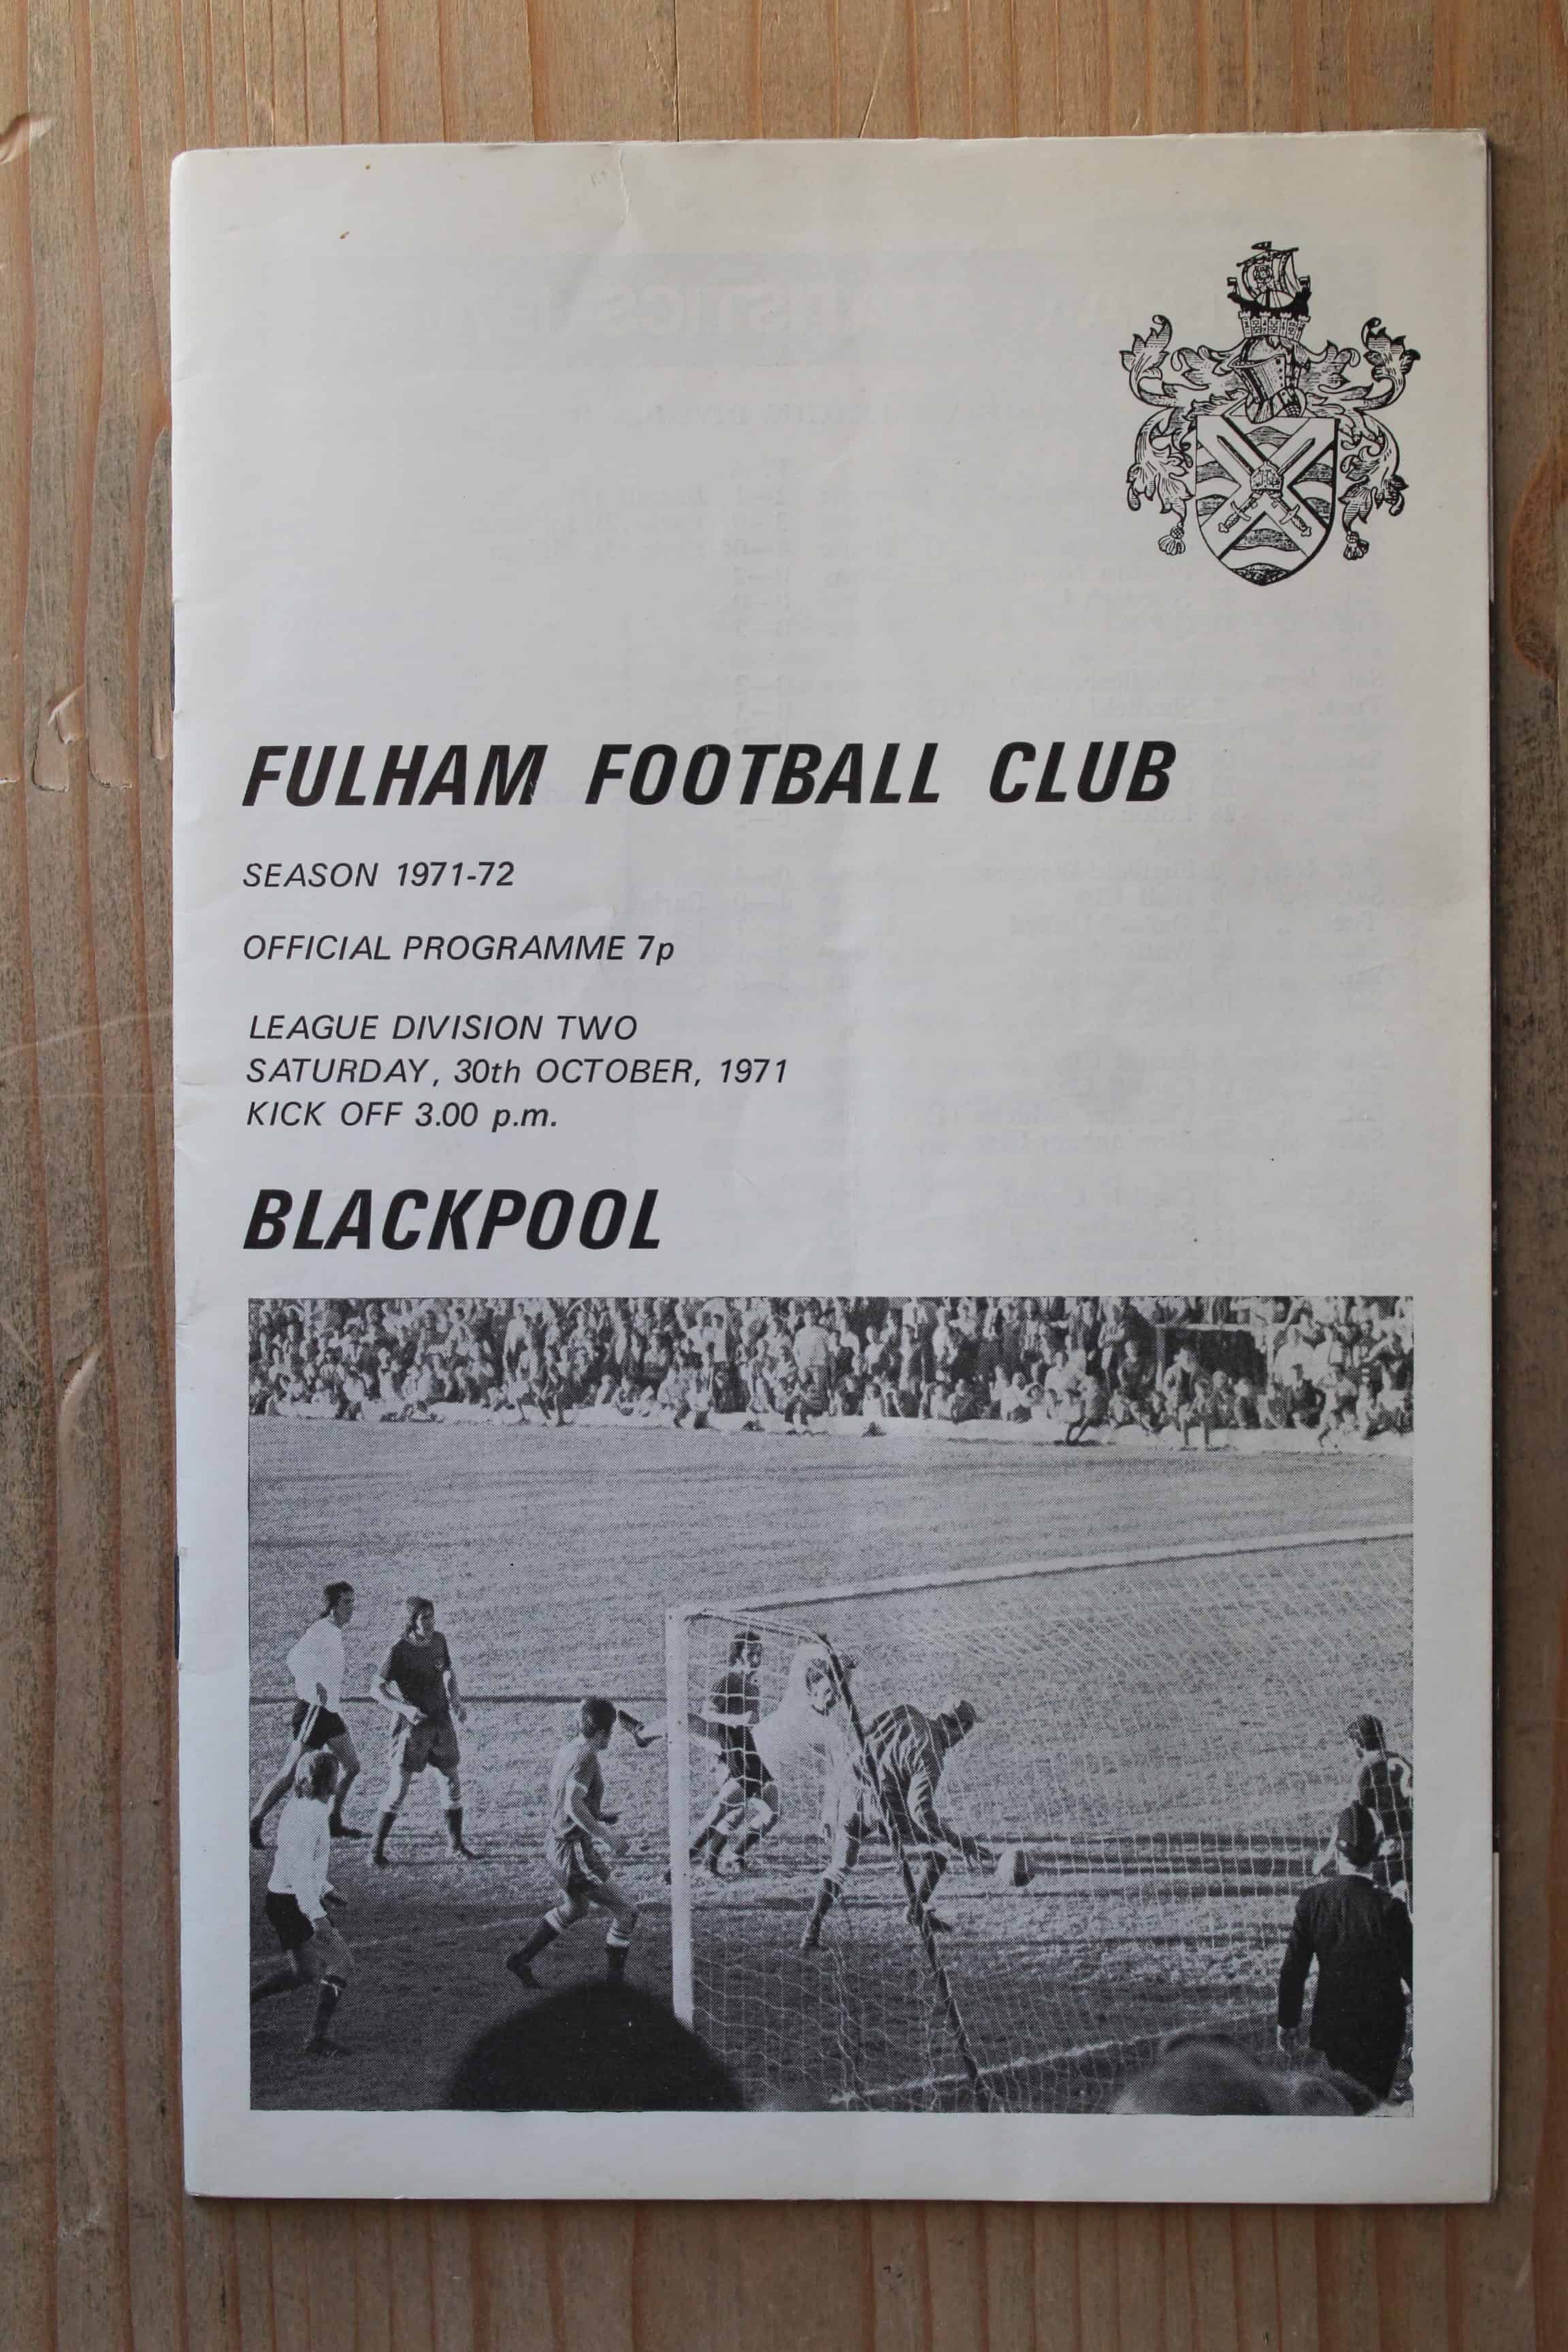 FULHAM FOOTBALL CLUB
SEASON 1971-72
OFFICIAL PROGRAMME 7p
LEAGUE DIVISION TWO
SATURDAY, 30th OCTOBER, 1971
KICK OFF 3.00 p.m.
BLACKPOOL